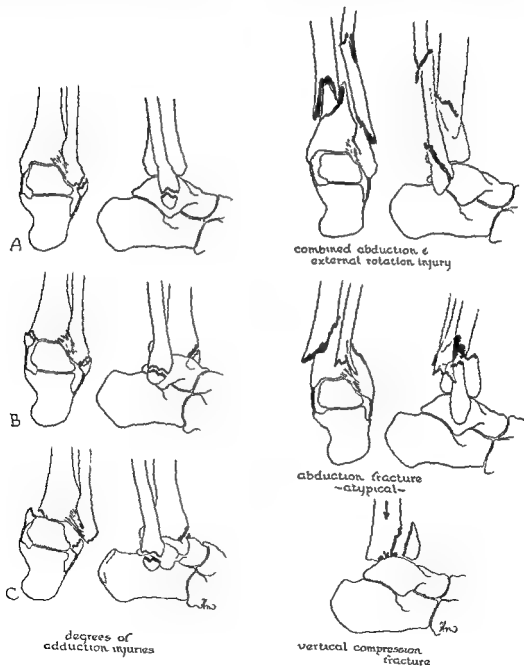 A
B
C
degrees of
adduction injuries
combined abduction &
external rotation injury
abduction fracture
-atypical-
vertical compression
fracture